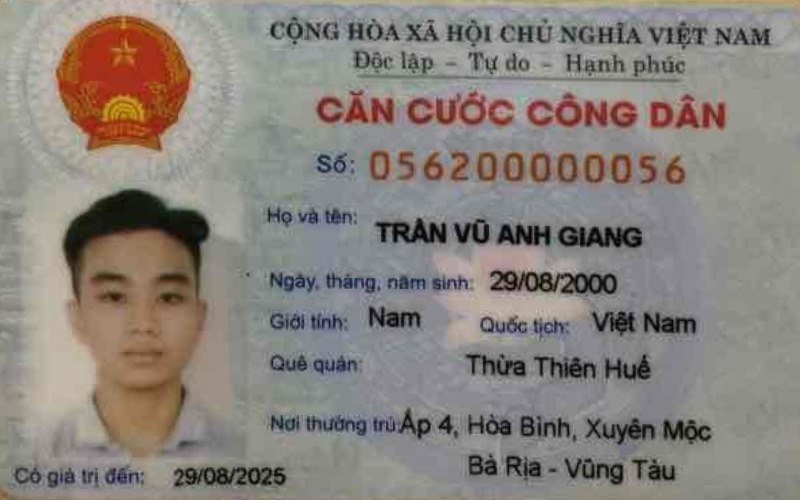 CỘNG HÒA XÃ HỘI CHỦ NGHĨA VIỆT NAM
Độc lập - Tự do - Hạnh phúc
CĂN CƯỚC CÔNG DÂN
Số: 056200000056
Họ và tên: TRẦN VŨ ANH GIANG
Ngày, tháng, năm sinh: 29/08/2000
Giới tính: Nam Quốc tịch: Việt Nam
Quê quán: Thừa Thiên Huế
Nơi thường trú: Ấp 4, Hòa Bình, Xuyên Mộc
Bà Rịa - Vũng Tàu
Có giá trị đến: 29/08/2025